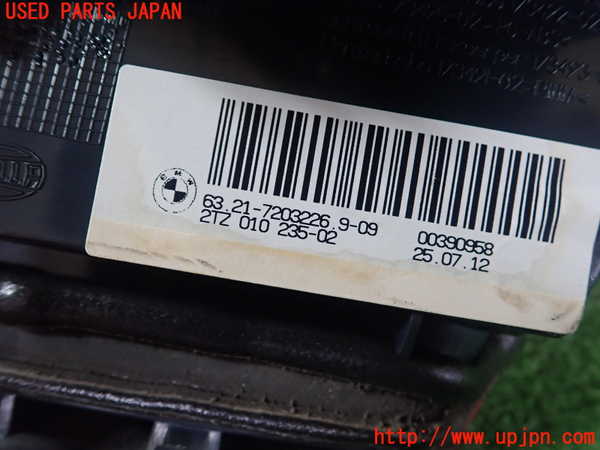 USED PARTS JAPAN
BMW
63.21-7203226.9-09
00390958
2TZ 010 235-02
25.07.12
http://www.upjpn.com/